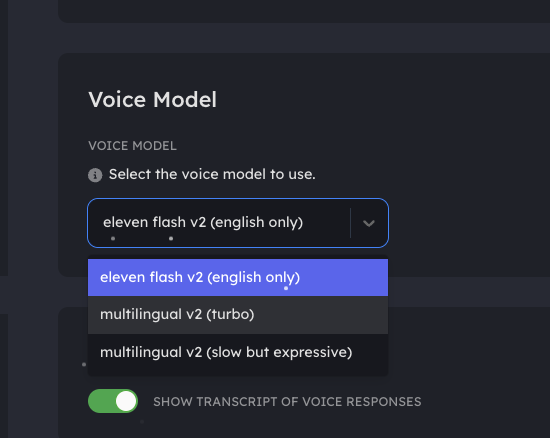 Voice Model
VOICE MODEL
Select the voice model to use.
eleven flash v2 (english only)
eleven flash v2 (english only)
multilingual v2 (turbo)
multilingual v2 (slow but expressive)
SHOW TRANSCRIPT OF VOICE RESPONSES